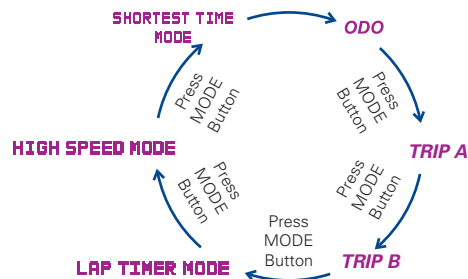 SHORTEST TIME
MODE
ODO
Press
MODE
Button
TRIP A
Press
MODE
Button
TRIP B
Press
MODE
Button
LAP TIMER MODE
Press
MODE
Button
HIGH SPEED MODE
Press
MODE
Button